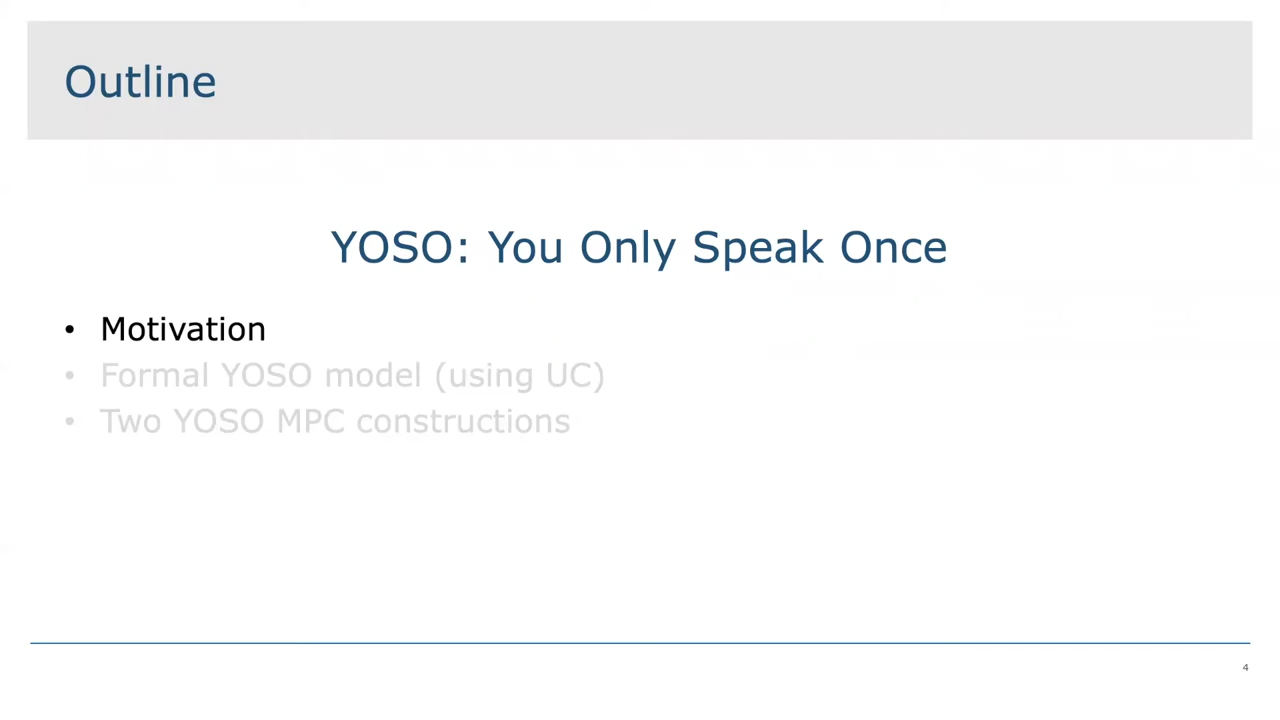 Outline
YOSO: You Only Speak Once
• Motivation
• Formal YOSO model (using UC)
• Two YOSO MPC constructions
4